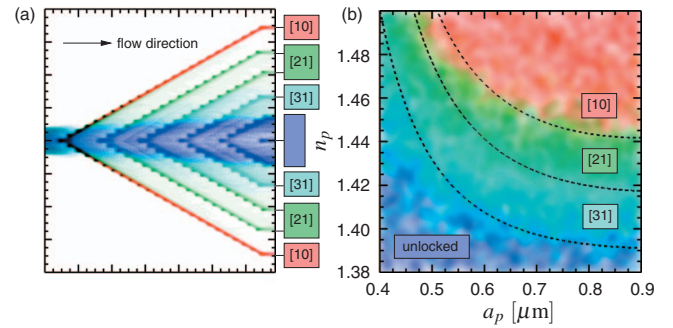 (a)
flow direction
[10]
[21]
[31]
[31]
[21]
[10]
(b)
1.48
1.46
1.44
1.42
1.40
1.38
n_p
[10]
[21]
[31]
unlocked
0.4 0.5 0.6 0.7 0.8 0.9
a_p [μm]